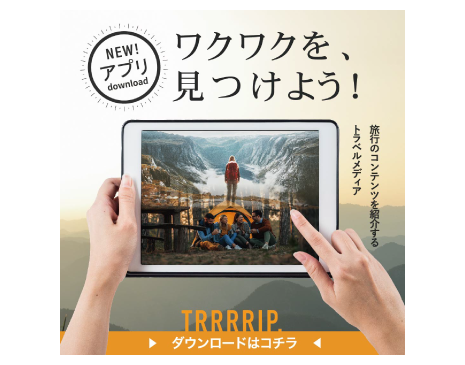 NEW!
アプリ
download
ワクワクを、
見つけよう！
旅行のコンテンツを紹介する
トラベルメディア
TRRRRIP.
▶ ダウンロードはコチラ ◀